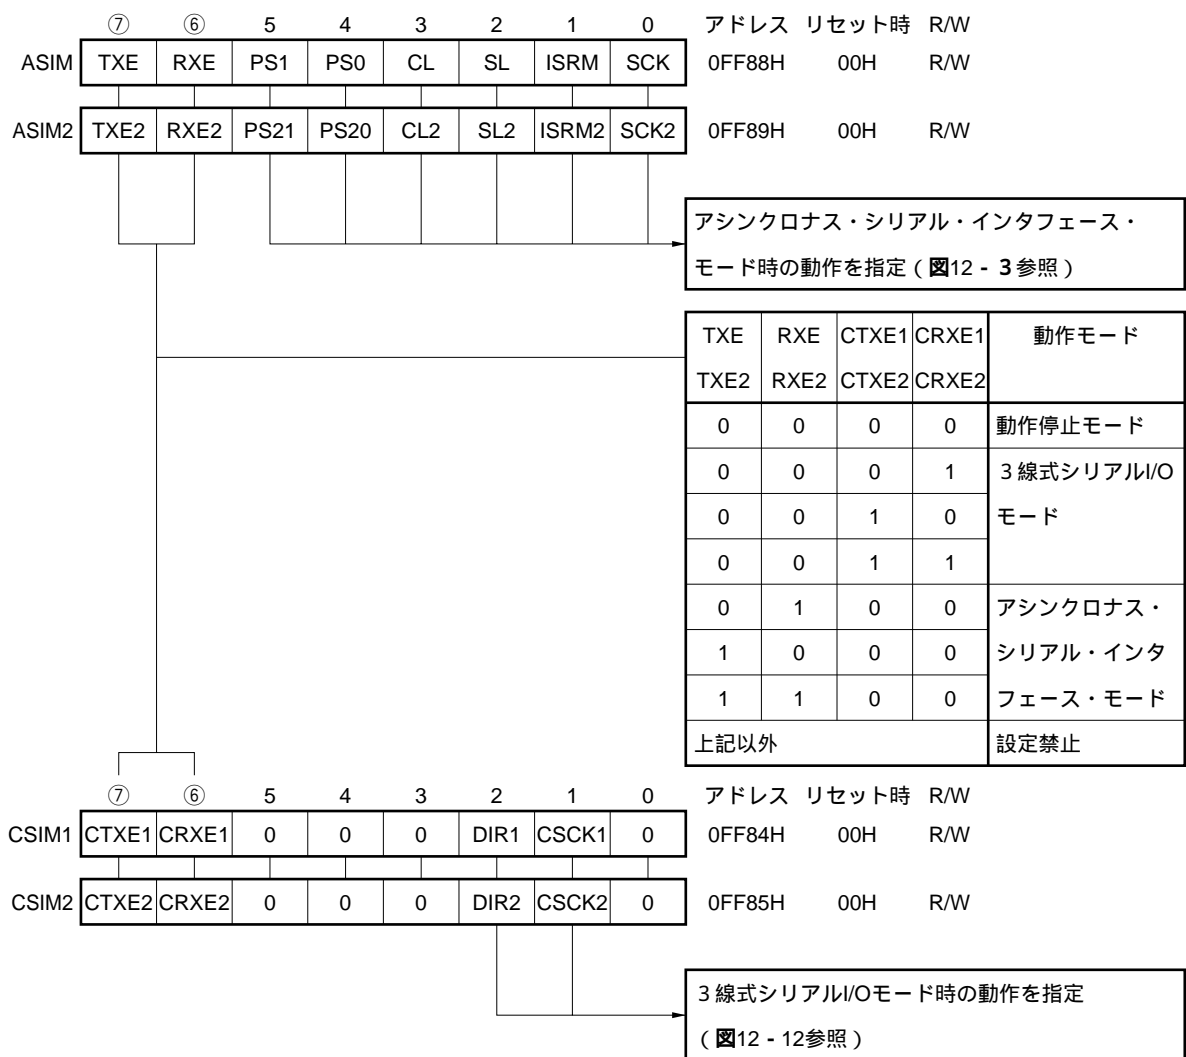 ⑦ ⑥ 5 4 3 2 1 0 アドレス リセット時 R/W
ASIM TXE RXE PS1 PS0 CL SL ISRM SCK 0FF88H 00H R/W
ASIM2 TXE2 RXE2 PS21 PS20 CL2 SL2 ISRM2 SCK2 0FF89H 00H R/W
アシンクロナス・シリアル・インタフェース・
モード時の動作を指定(図12-3参照)
TXE RXE CTXE1 CRXE1 動作モード
TXE2 RXE2 CTXE2 CRXE2
0 0 0 0 動作停止モード
0 0 0 1 3線式シリアルI/O
0 0 1 0 モード
0 0 1 1
0 1 0 0 アシンクロナス・
1 0 0 0 シリアル・インタ
1 1 0 0 フェース・モード
上記以外 設定禁止
⑦ ⑥ 5 4 3 2 1 0 アドレス リセット時 R/W
CSIM1 CTXE1 CRXE1 0 0 0 DIR1 CSCK1 0 0FF84H 00H R/W
CSIM2 CTXE2 CRXE2 0 0 0 DIR2 CSCK2 0 0FF85H 00H R/W
3線式シリアルI/Oモード時の動作を指定
(図12-12参照)